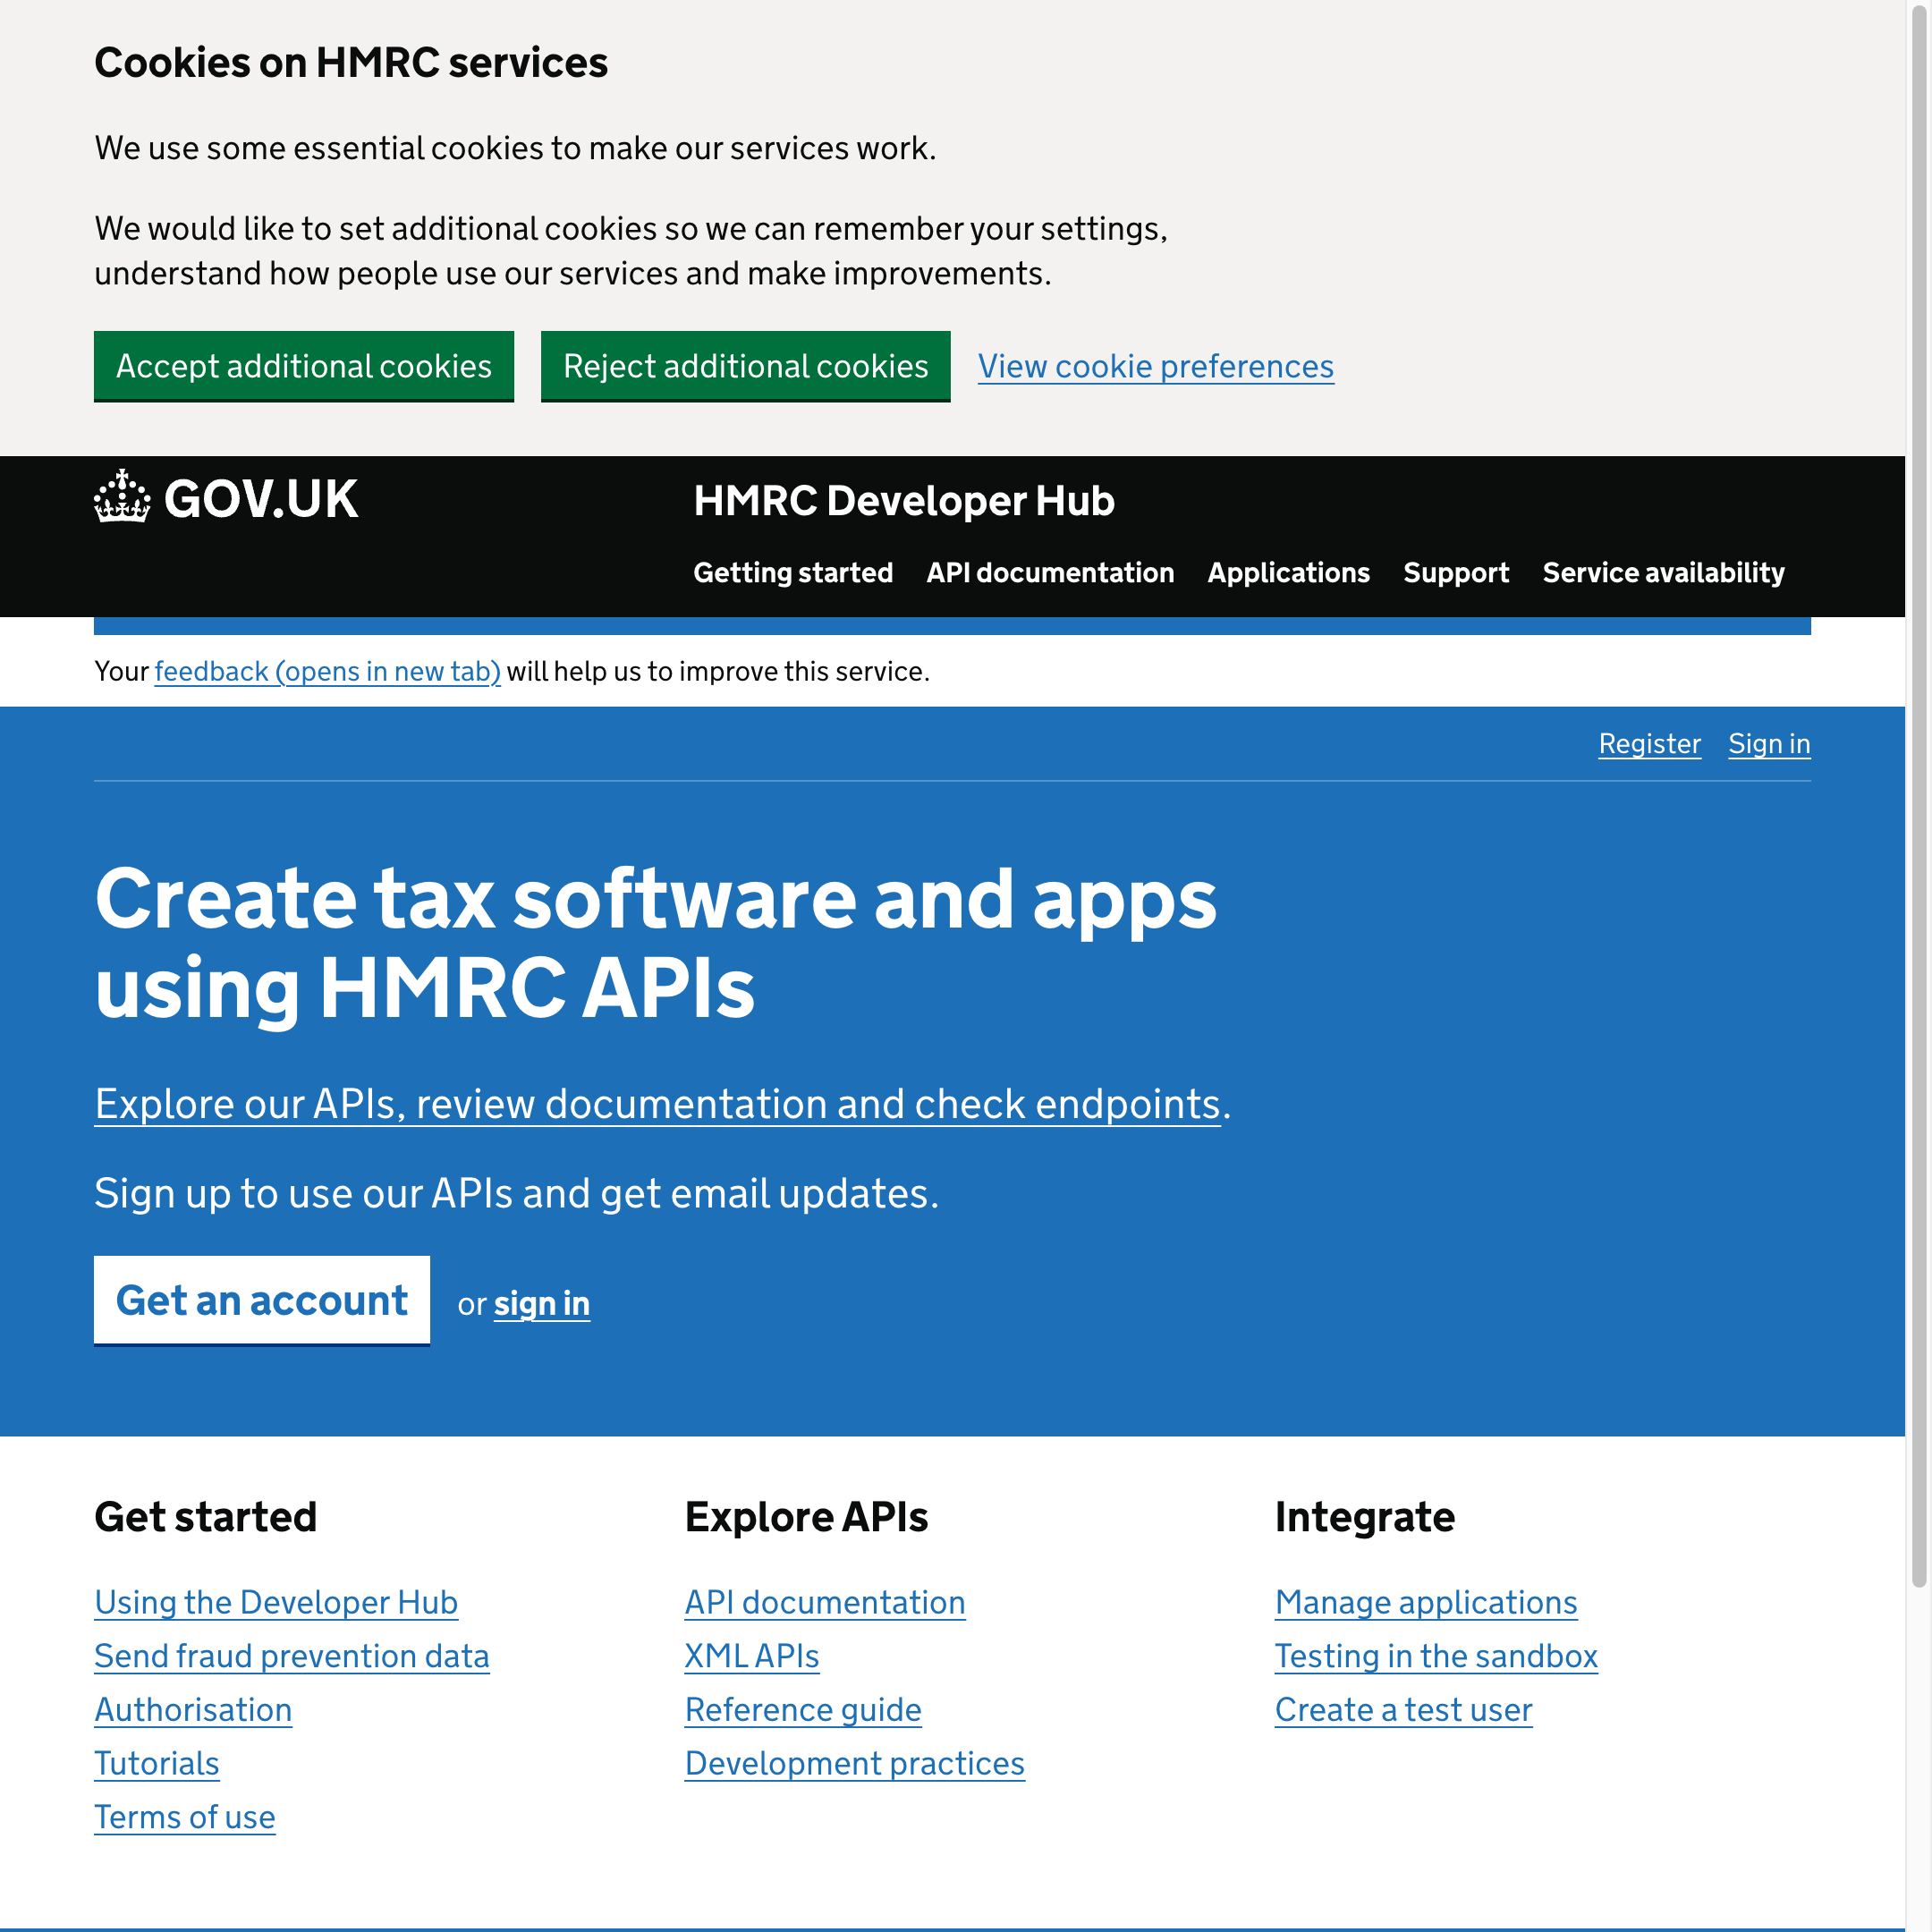 Cookies on HMRC services
We use some essential cookies to make our services work.
We would like to set additional cookies so we can remember your settings,
understand how people use our services and make improvements.
Accept additional cookies Reject additional cookies View cookie preferences
GOV.UK HMRC Developer Hub
Getting started API documentation Applications Support Service availability
Your feedback (opens in new tab) will help us to improve this service.
Register Sign in
Create tax software and apps
using HMRC APIs
Explore our APIs, review documentation and check endpoints.
Sign up to use our APIs and get email updates.
Get an account or sign in
Get started
Using the Developer Hub
Send fraud prevention data
Authorisation
Tutorials
Terms of use
Explore APIs
API documentation
XML APIs
Reference guide
Development practices
Integrate
Manage applications
Testing in the sandbox
Create a test user